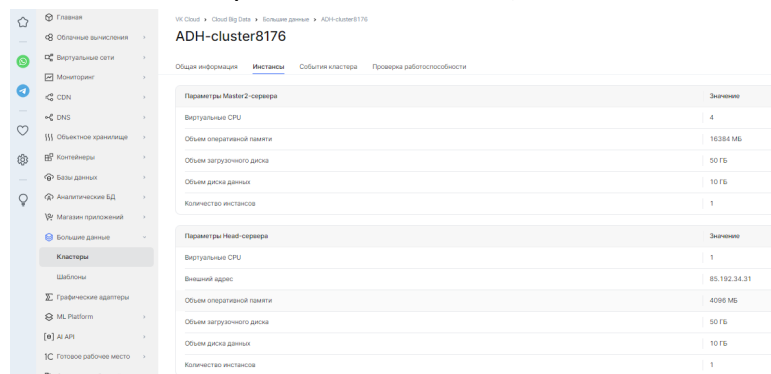 Главная
Облачные вычисления
Виртуальные сети
Мониторинг
CDN
DNS
Объектное хранилище
Контейнеры
Базы данных
Аналитические БД
Магазин приложений
Большие данные
Кластеры
Шаблоны
Графические адаптеры
ML Platform
AI API
1C Готовое рабочее место
VK Cloud Cloud Big Data Большие данные ADH-cluster8176
ADH-cluster8176
Общая информация Инстансы События кластера Проверка работоспособности
Параметры Master2-сервера Значение
Виртуальные CPU 4
Объем оперативной памяти 16384 МБ
Объем загрузочного диска 50 ГБ
Объем диска данных 10 ГБ
Количество инстансов 1
Параметры Head-сервера Значение
Виртуальные CPU 1
Внешний адрес 85.192.34.31
Объем оперативной памяти 4096 МБ
Объем загрузочного диска 50 ГБ
Объем диска данных 10 ГБ
Количество инстансов 1